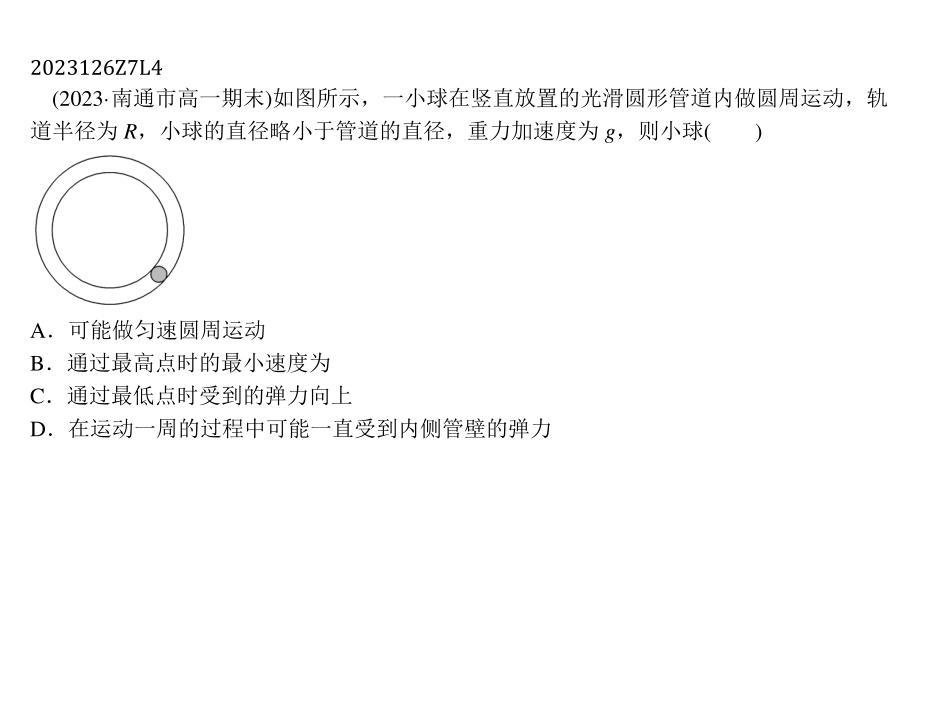 2023126Z7L4
(2023·南通市高一期末)如图所示，一小球在竖直放置的光滑圆形管道内做圆周运动，轨
道半径为 R，小球的直径略小于管道的直径，重力加速度为 g，则小球(　　)
A．可能做匀速圆周运动
B．通过最高点时的最小速度为
C．通过最低点时受到的弹力向上
D．在运动一周的过程中可能一直受到内侧管壁的弹力